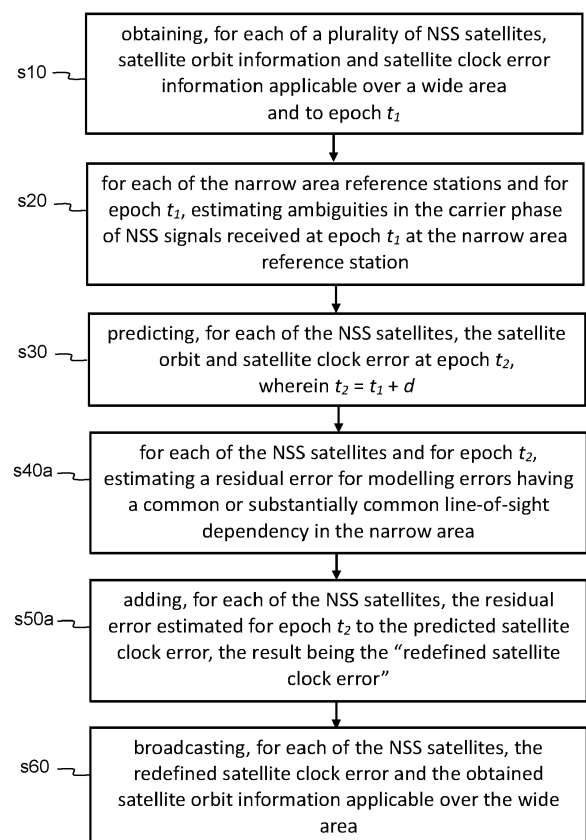 s10
obtaining, for each of a plurality of NSS satellites,
satellite orbit information and satellite clock error
information applicable over a wide area
and to epoch t₁
s20
for each of the narrow area reference stations and for
epoch t₁, estimating ambiguities in the carrier phase
of NSS signals received at epoch t₁ at the narrow area
reference station
s30
predicting, for each of the NSS satellites, the satellite
orbit and satellite clock error at epoch t₂,
wherein t₂ = t₁ + d
s40a
for each of the NSS satellites and for epoch t₂,
estimating a residual error for modelling errors having
a common or substantially common line-of-sight
dependency in the narrow area
s50a
adding, for each of the NSS satellites, the residual
error estimated for epoch t₂ to the predicted satellite
clock error, the result being the “redefined satellite
clock error”
s60
broadcasting, for each of the NSS satellites, the
redefined satellite clock error and the obtained
satellite orbit information applicable over the wide
area